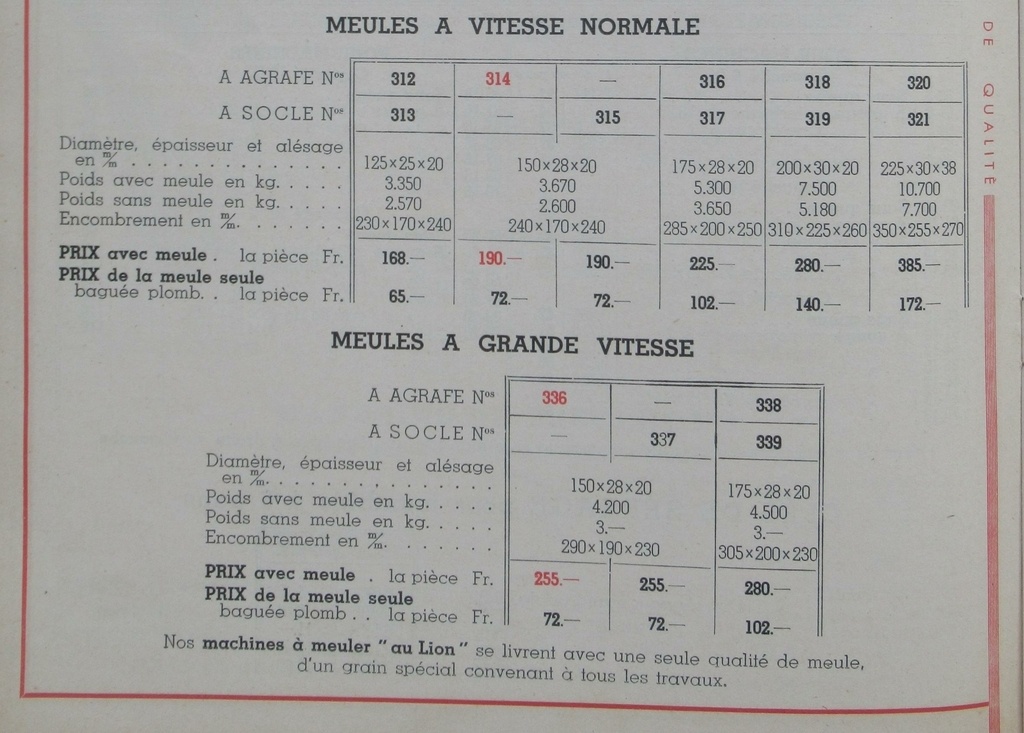 MEULES A VITESSE NORMALE
A AGRAFE Nos 312 314 — 316 318 320
A SOCLE Nos 313 — 315 317 319 321
Diamètre, épaisseur et alésage
en m/m . . . . . . . . . . . . . . 125×25×20 150×28×20 175×28×20 200×30×20 225×30×38
Poids avec meule en kg. . . . . 3.350 3.670 5.300 7.500 10.700
Poids sans meule en kg. . . . . 2.570 2.600 3.650 5.180 7.700
Encombrement en m/m. . . . . . . 230×170×240 240×170×240 285×200×250 310×225×260 350×255×270
PRIX avec meule . la pièce Fr. 168.— 190.— 190.— 225.— 280.— 385.—
PRIX de la meule seule
baguée plomb. . la pièce Fr. 65.— 72.— 72.— 102.— 140.— 172.—
MEULES A GRANDE VITESSE
A AGRAFE Nos 336 — 338
A SOCLE Nos — 337 339
Diamètre, épaisseur et alésage
en m/m. . . . . . . . . . . . . . 150×28×20 175×28×20
Poids avec meule en kg. . . . . 4.200 4.500
Poids sans meule en kg. . . . . 3.— 3.—
Encombrement en m/m. . . . . . . 290×190×230 305×200×230
PRIX avec meule . la pièce Fr. 255.— 255.— 280.—
PRIX de la meule seule
baguée plomb . . la pièce Fr. 72.— 72.— 102.—
Nos machines à meuler "au Lion" se livrent avec une seule qualité de meule,
d'un grain spécial convenant à tous les travaux.
DE QUALITÉ